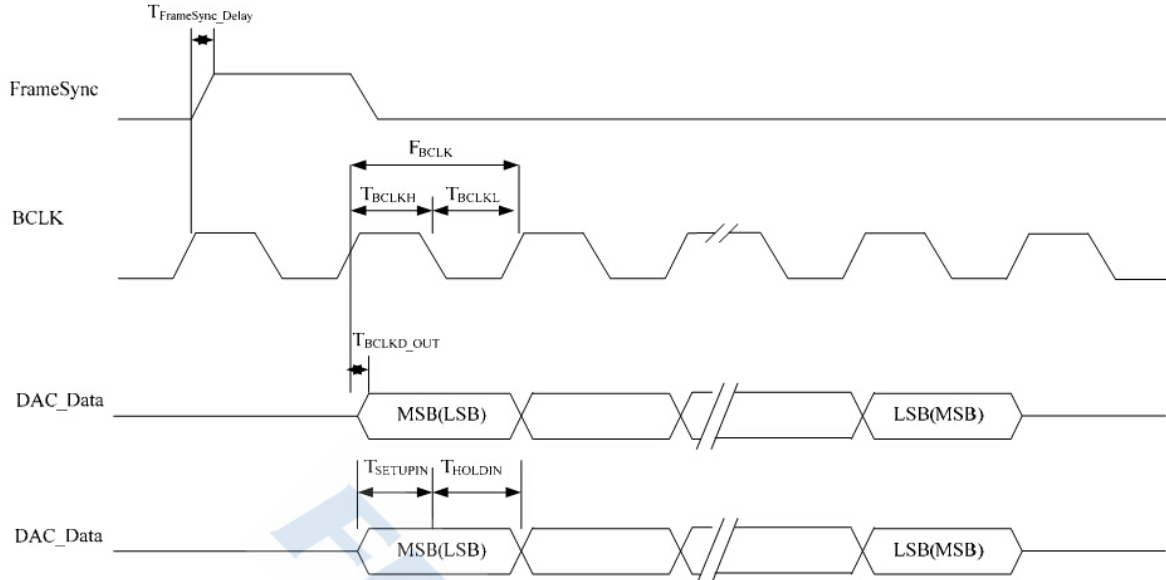 TFrameSync_Delay
FrameSync
FBCLK
TBCLKH TBCLKL
BCLK
TBCLKD_OUT
DAC_Data MSB(LSB) LSB(MSB)
TSETUPIN THOLDIN
DAC_Data MSB(LSB) LSB(MSB)